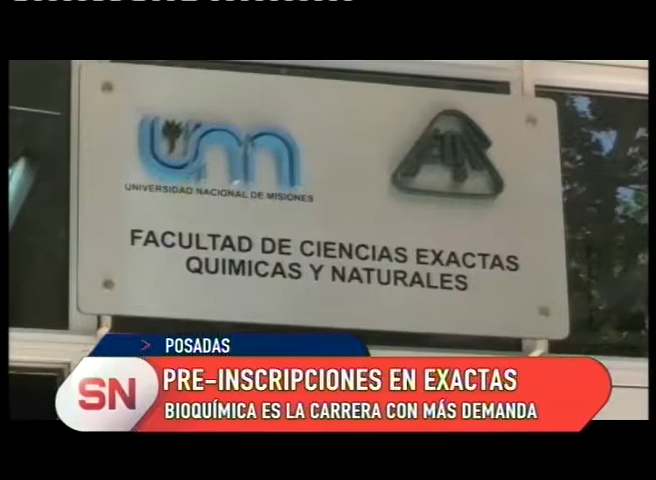 unm
UNIVERSIDAD NACIONAL DE MISIONES
FACULTAD DE CIENCIAS EXACTAS
QUIMICAS Y NATURALES
> POSADAS
SN
PRE-INSCRIPCIONES EN EXACTAS
BIOQUÍMICA ES LA CARRERA CON MÁS DEMANDA